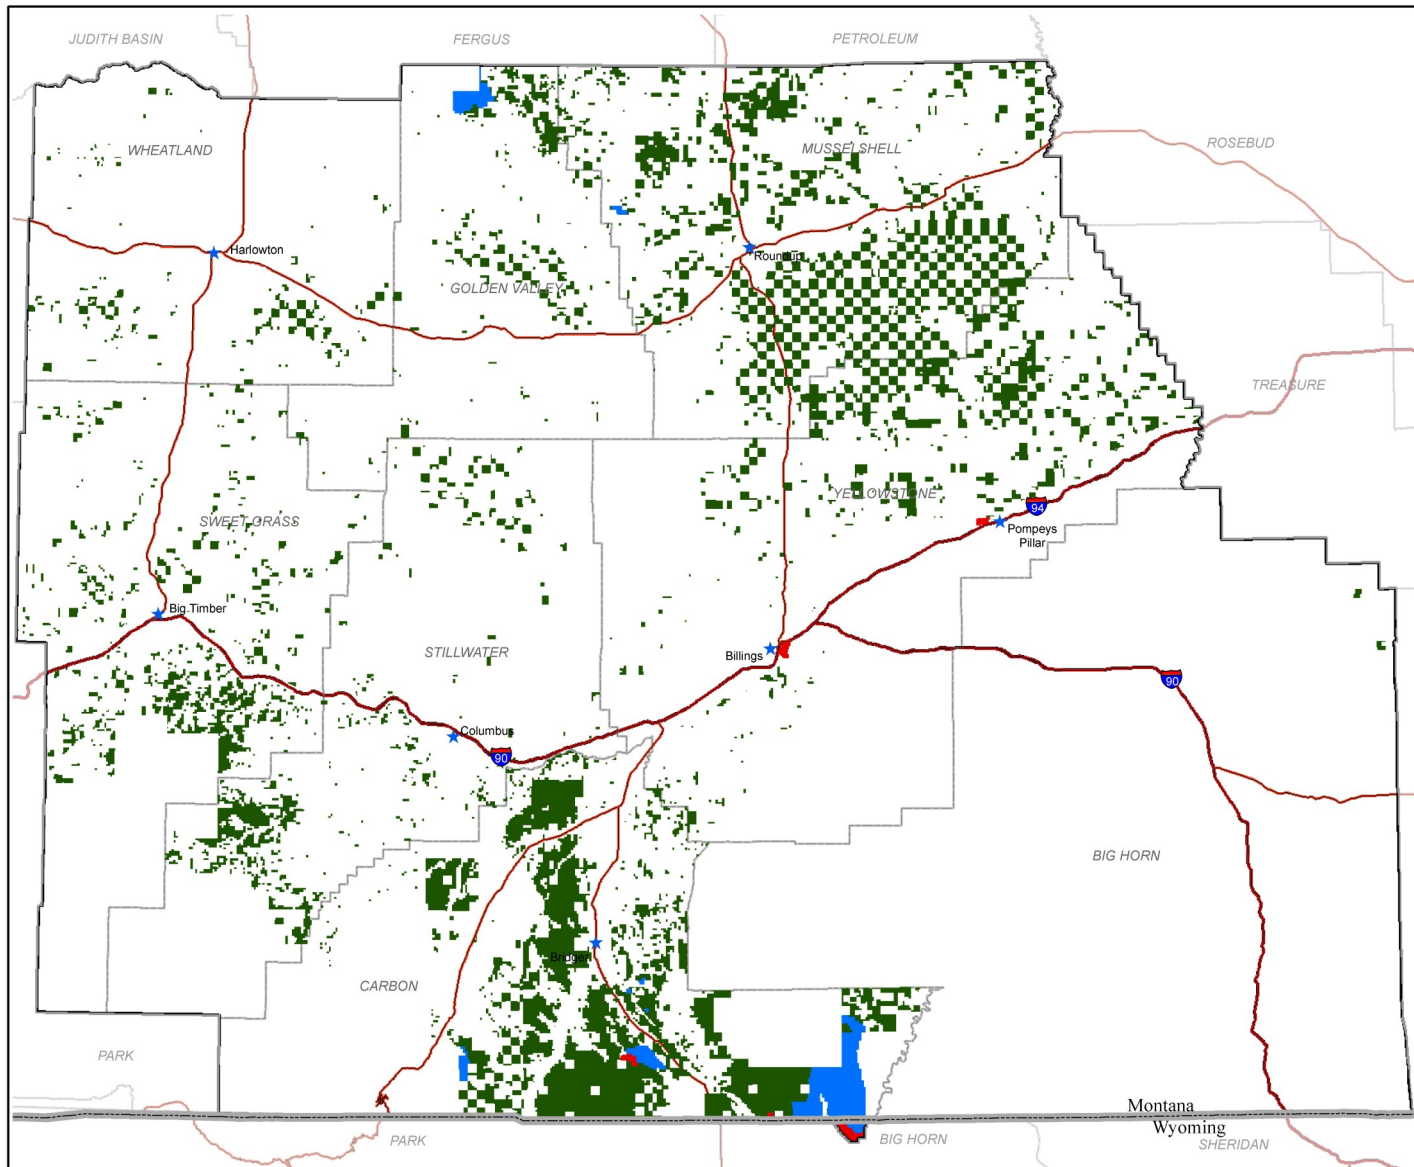 JUDITH BASIN
FERGUS
PETROLEUM
WHEATLAND
MUSSELSHELL
ROSEBUD
Harlowton
Roundup
GOLDEN VALLEY
TREASURE
YELLOWSTONE
94
SWEET GRASS
Pompeys
Pillar
Big Timber
STILLWATER
Billings
90
Columbus
90
BIG HORN
Bridger
CARBON
PARK
Montana
Wyoming
PARK
BIG HORN
SHERIDAN